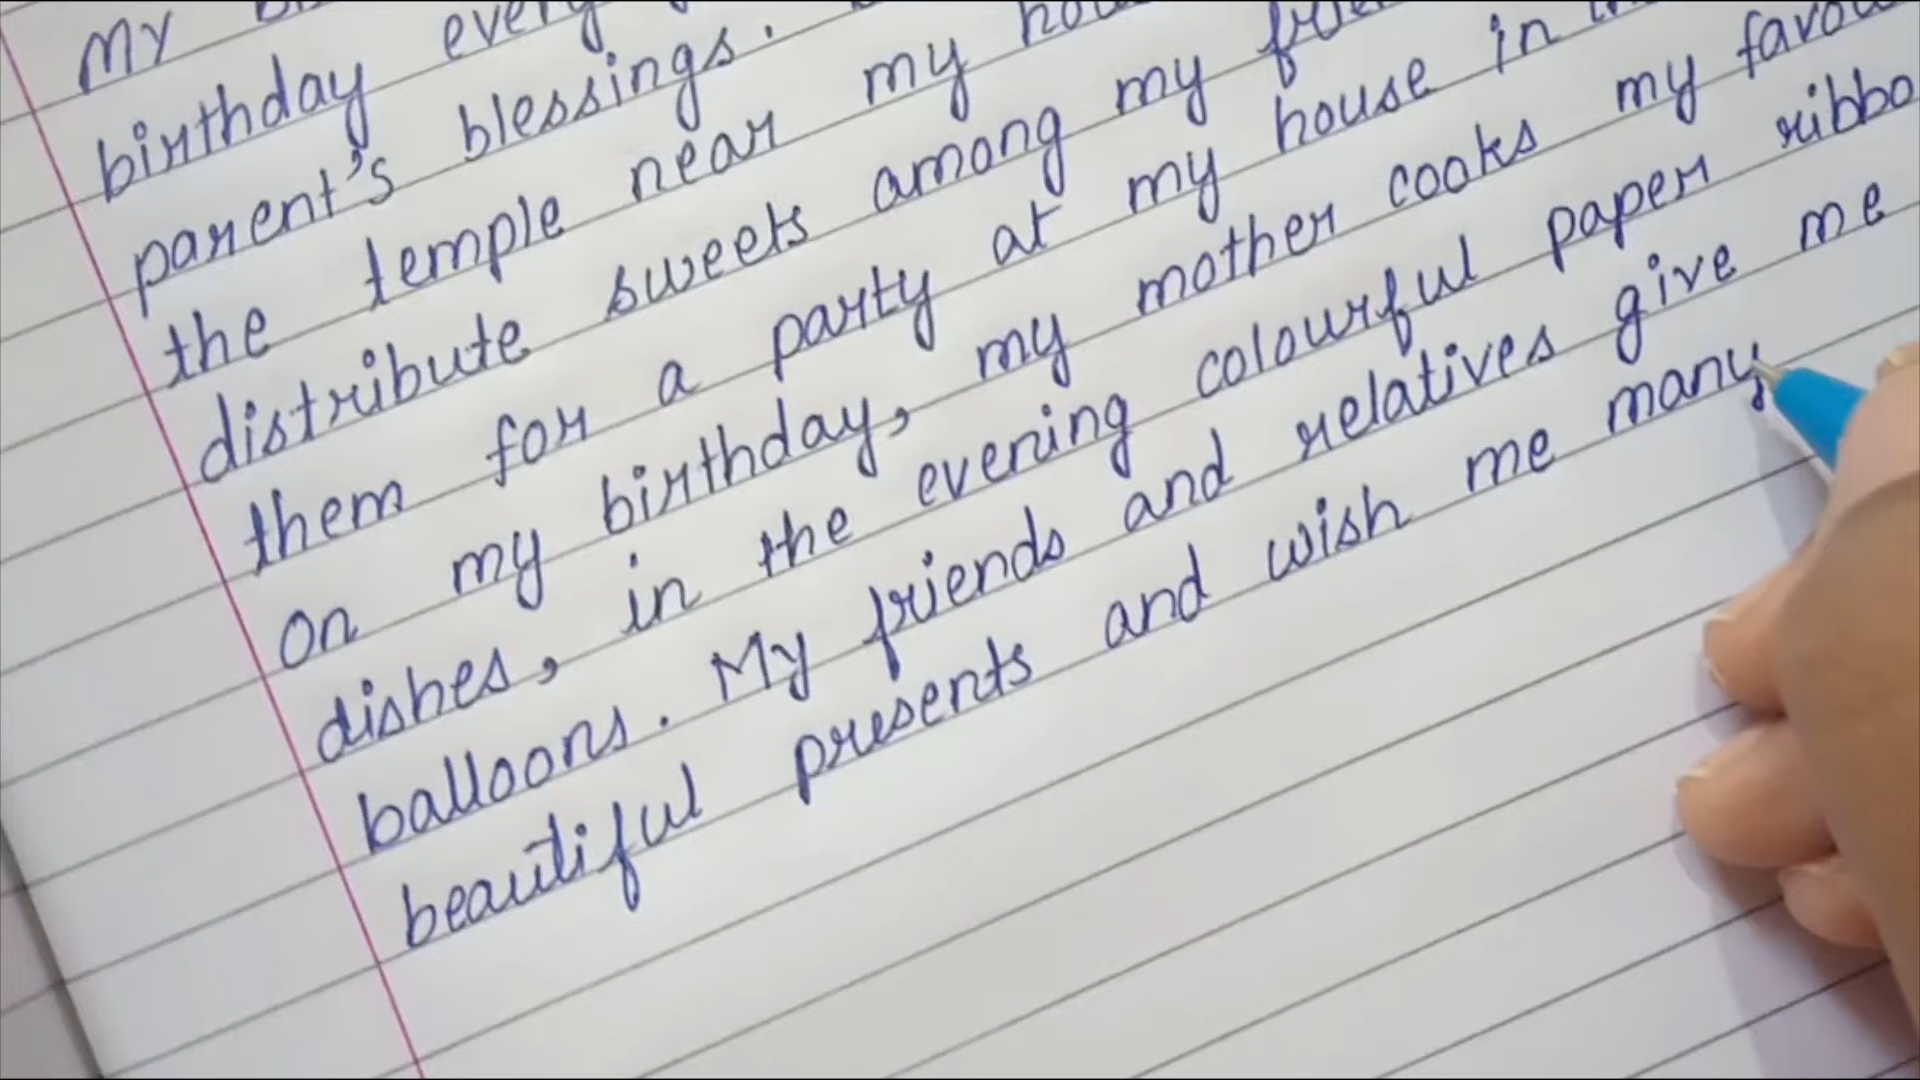 My
birthday every
parent's blessings.
the temple near my
distribute sweets among my
them for a party at my house in
on my birthday, my mother cooks my
dishes, in the evening colourful paper
balloons. My friends and relatives give me
beautiful presents and wish me many